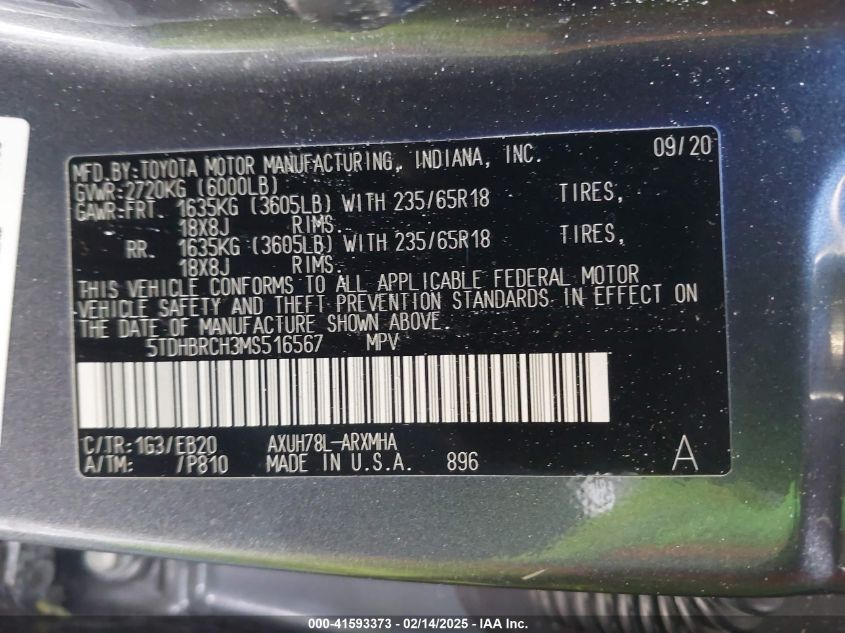 MFD.BY:TOYOTA MOTOR MANUFACTURING, INDIANA, INC. 09/20
GVWR:2720KG (6000LB)
GAWR:FRT. 1635KG (3605LB) WITH 235/65R18 TIRES,
18X8J RIMS.
RR. 1635KG (3605LB) WITH 235/65R18 TIRES,
18X8J RIMS.
THIS VEHICLE CONFORMS TO ALL APPLICABLE FEDERAL MOTOR
VEHICLE SAFETY AND THEFT PREVENTION STANDARDS IN EFFECT ON
THE DATE OF MANUFACTURE SHOWN ABOVE.
5TDHBRCH3MS516567 MPV
C/TR:1G3/EB20 AXUH78L-ARXMHA
A/TM: /P810 MADE IN U.S.A. 896 A
000-41593373 - 02/14/2025 - IAA Inc.